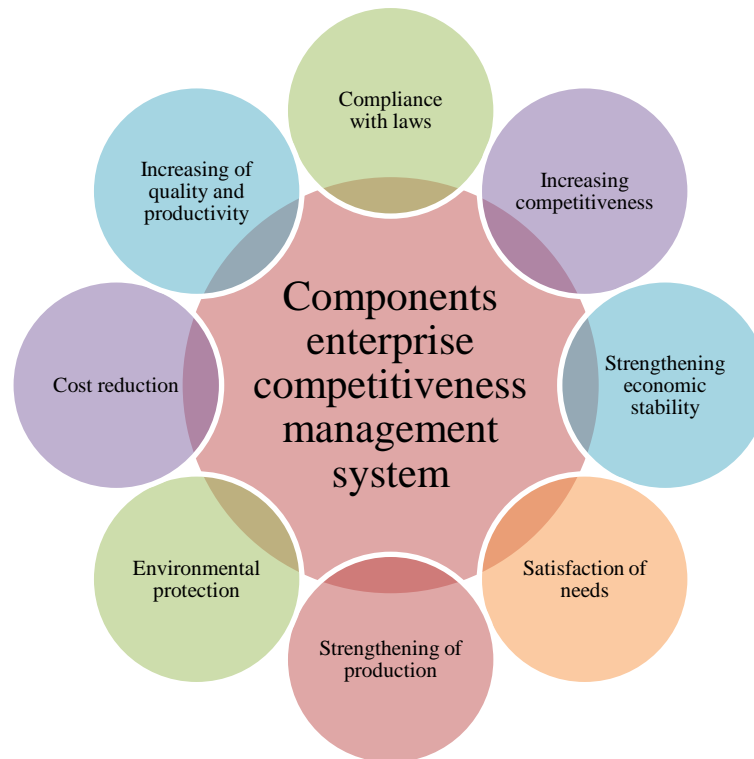 Compliance
with laws
Increasing
competitiveness
Strengthening
economic
stability
Satisfaction of
needs
Strengthening of
production
Environmental
protection
Cost reduction
Increasing of
quality and
productivity
Components
enterprise
competitiveness
management
system